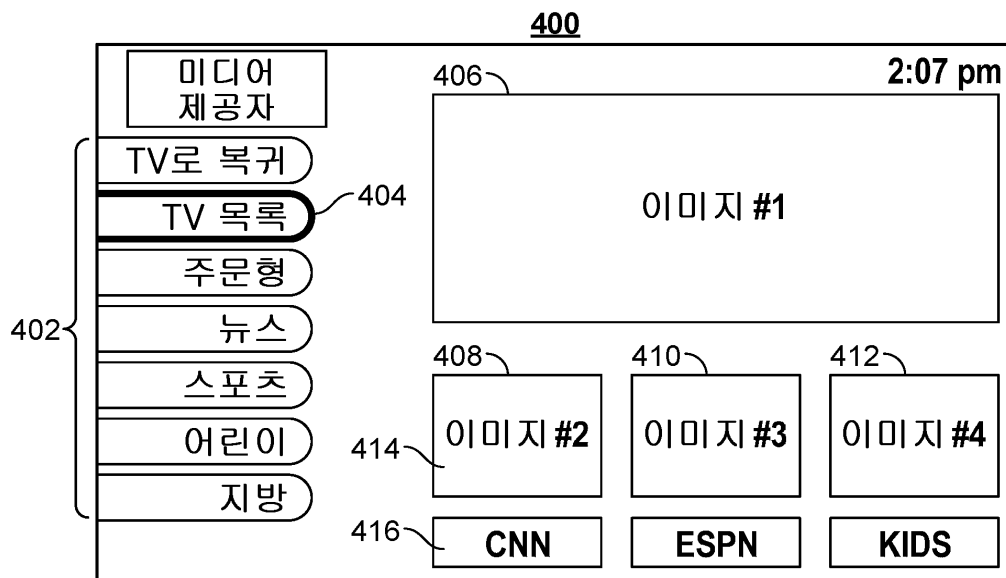 400
미디어
제공자
406
2:07 pm
TV로 복귀
TV 목록
404
이미지 #1
주문형
402
뉴스
스포츠
어린이
지방
408
410
412
이미지 #2
이미지 #3
이미지 #4
414
416
CNN
ESPN
KIDS